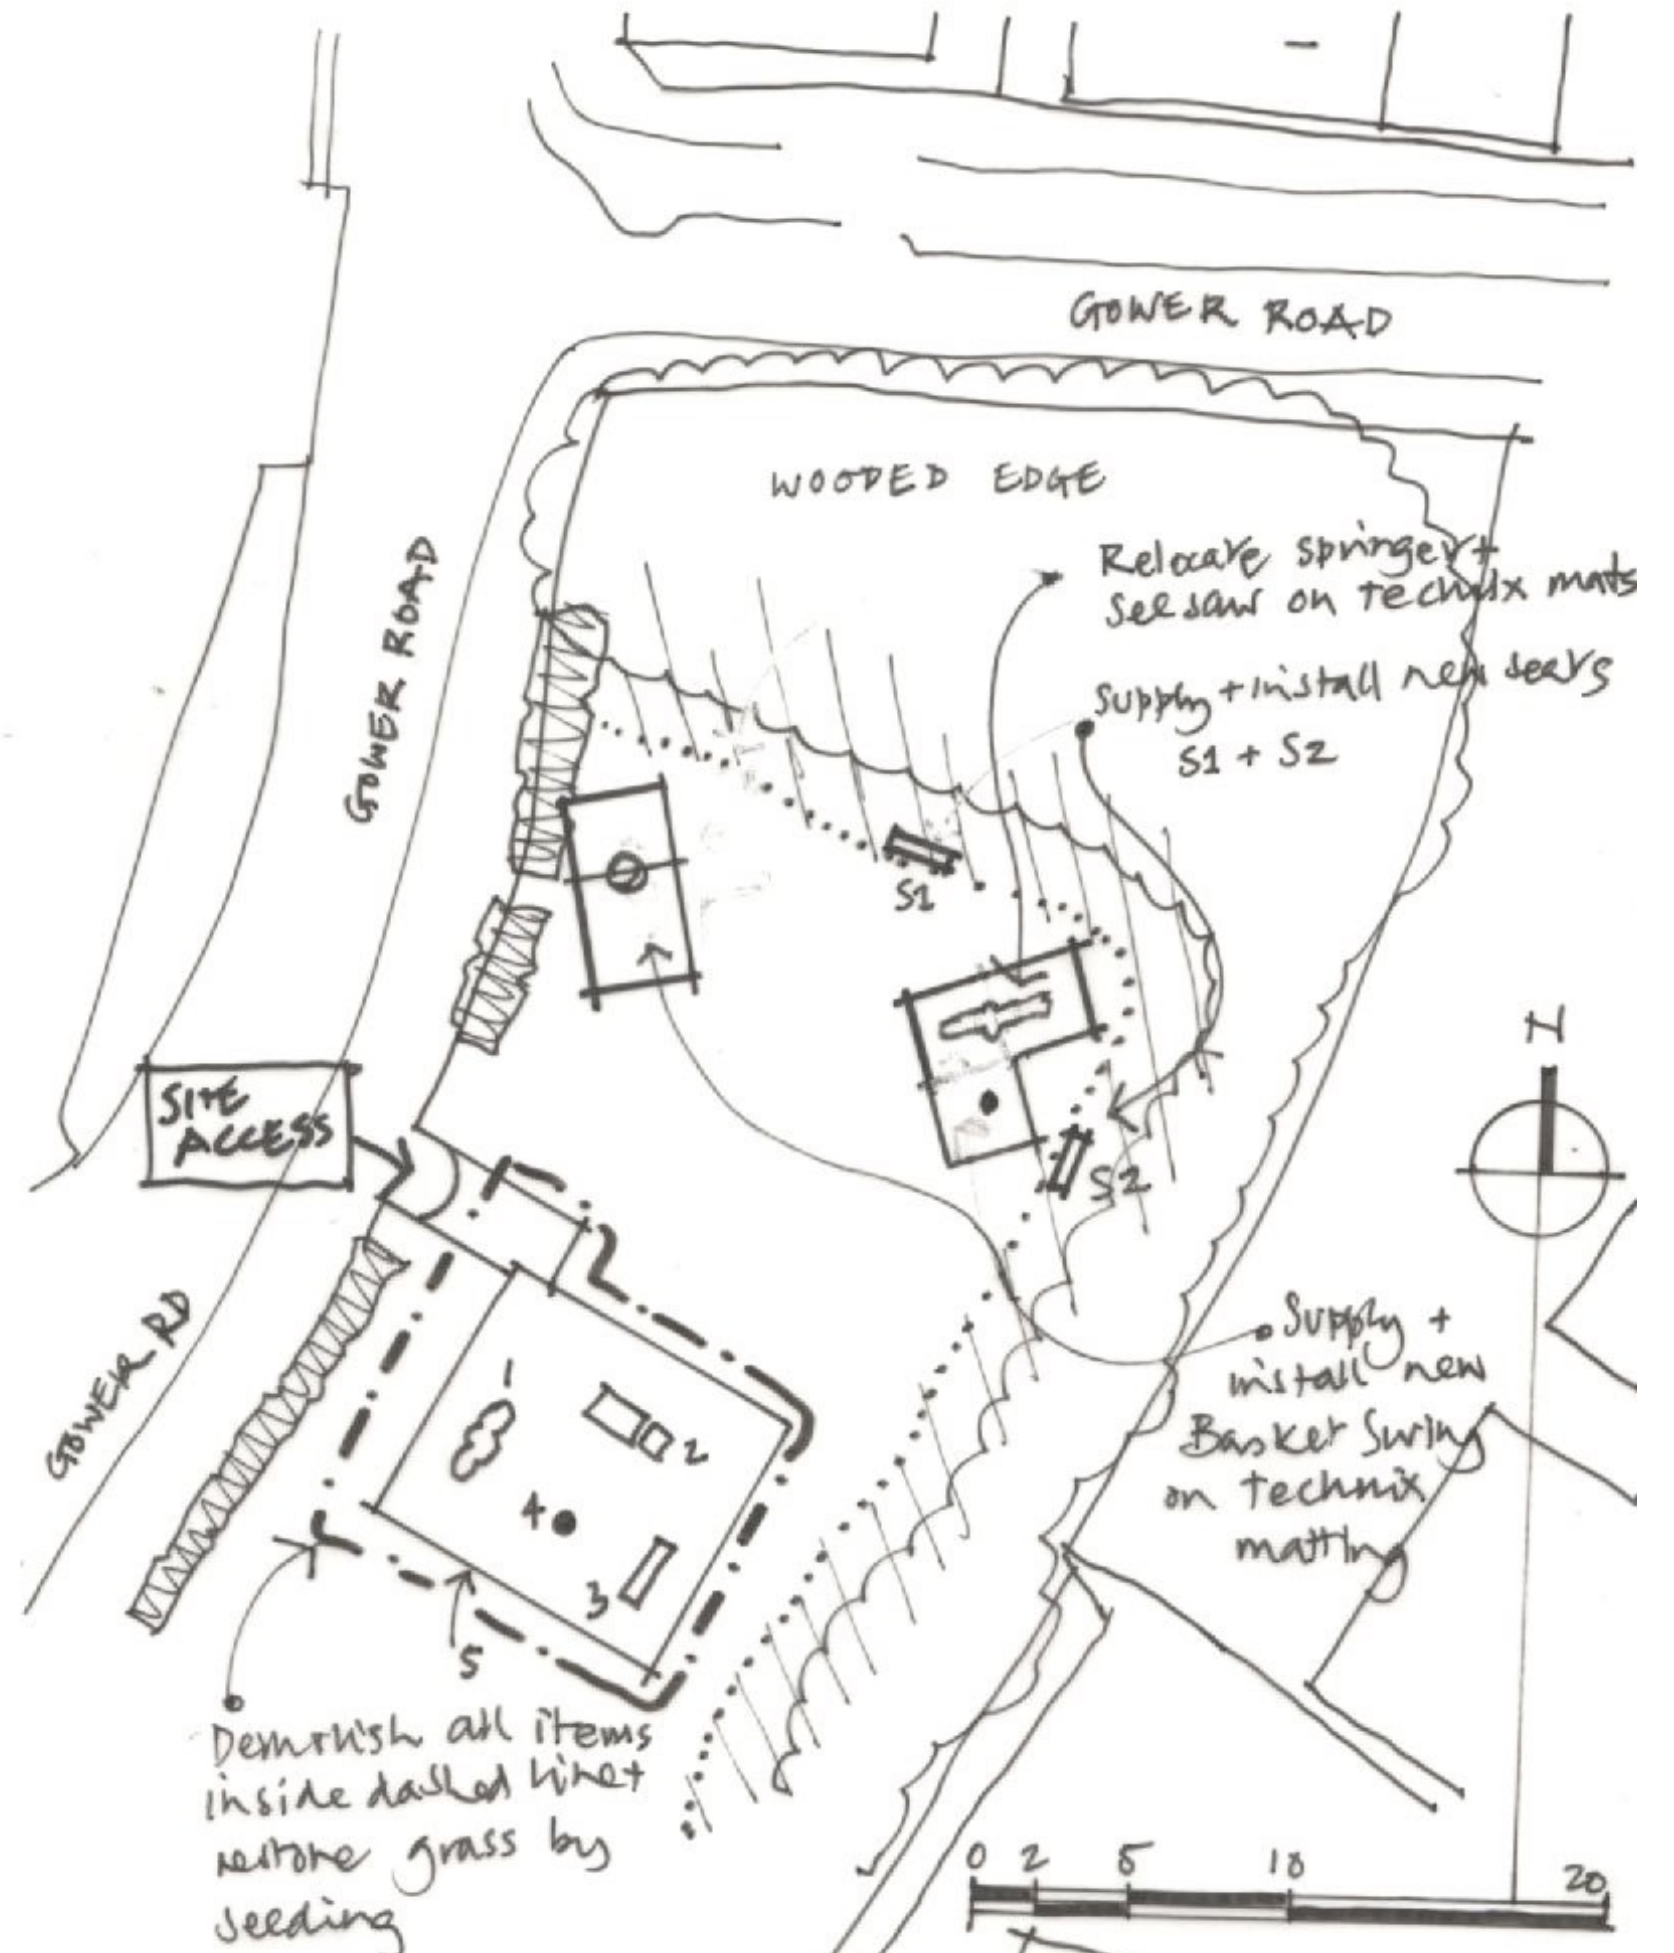 GOWER ROAD
WOODED EDGE
Relocate springer +
seesaw on technix mats
Supply + install new seats
S1 + S2
GOWER ROAD
S1
S2
SITE
ACCESS
N
GOWER RD
1
2
3
4
5
Supply +
install new
Basket Swing
on technix
matting
Demolish all items
inside dashed line +
restore grass by
seeding
0 2 5 10 20